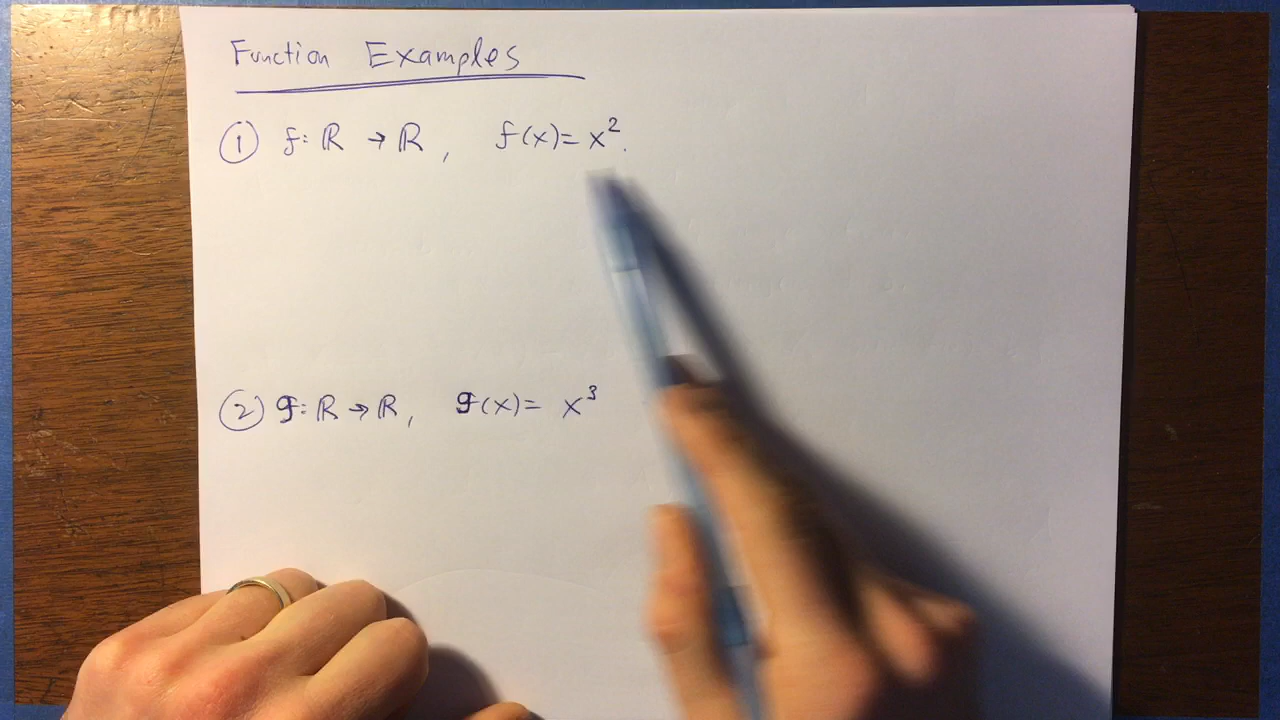 Function Examples
① f: ℝ → ℝ, f(x) = x².
② g: ℝ → ℝ, g(x) = x³